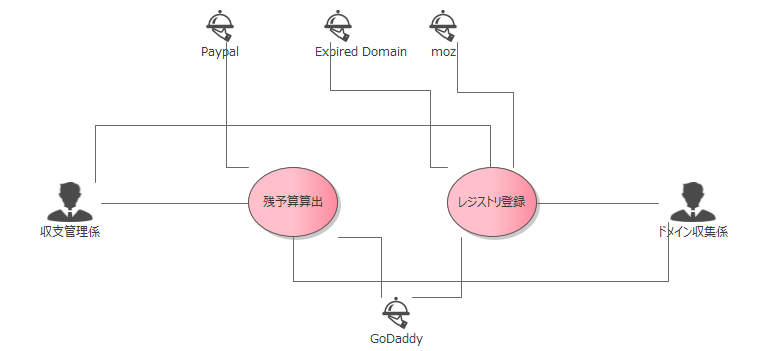 Paypal
Expired Domain
moz
残予算算出
レジストリ登録
収支管理係
ドメイン収集係
GoDaddy